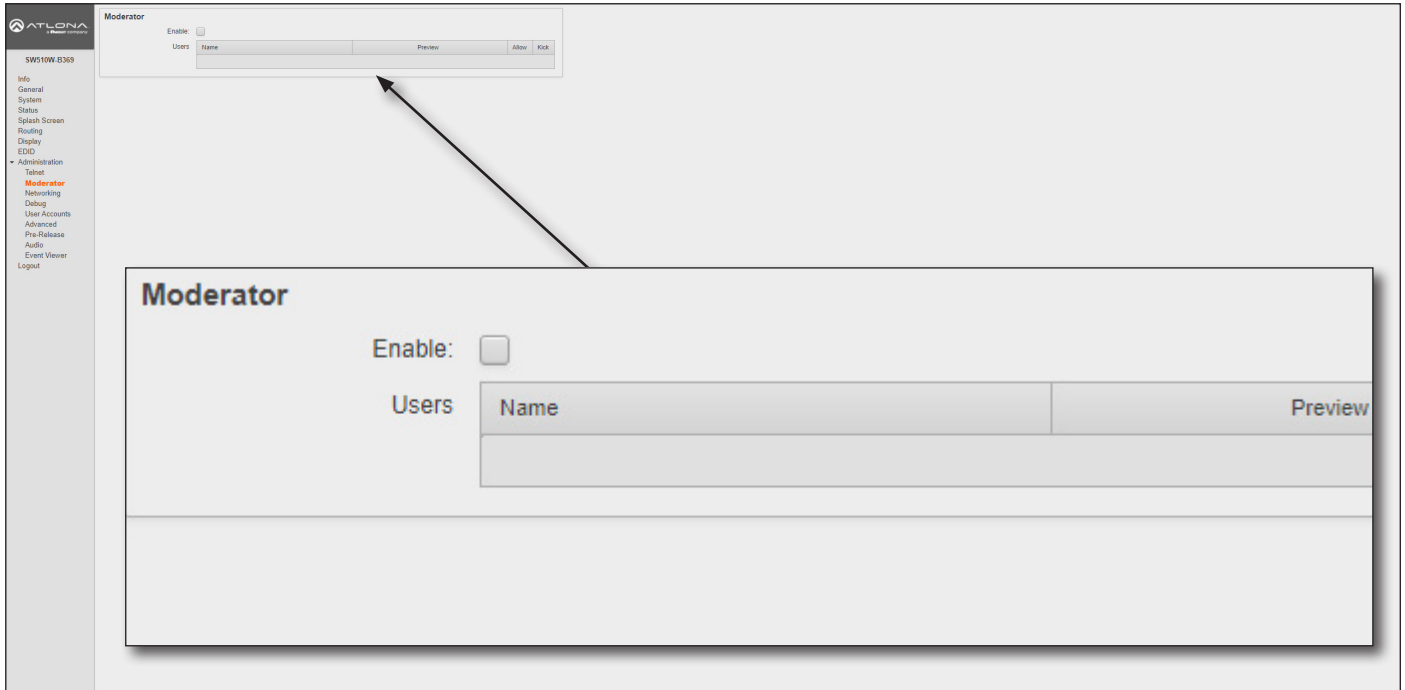 ATLONA
a Panduit company
SW510W-B369
Info
General
System
Status
Splash Screen
Routing
Display
EDID
Administration
Telnet
Moderator
Networking
Debug
User Accounts
Advanced
Pre-Release
Audio
Event Viewer
Logout
Moderator
Enable:
Users Name Preview Allow Kick
Moderator
Enable:
Users Name Preview